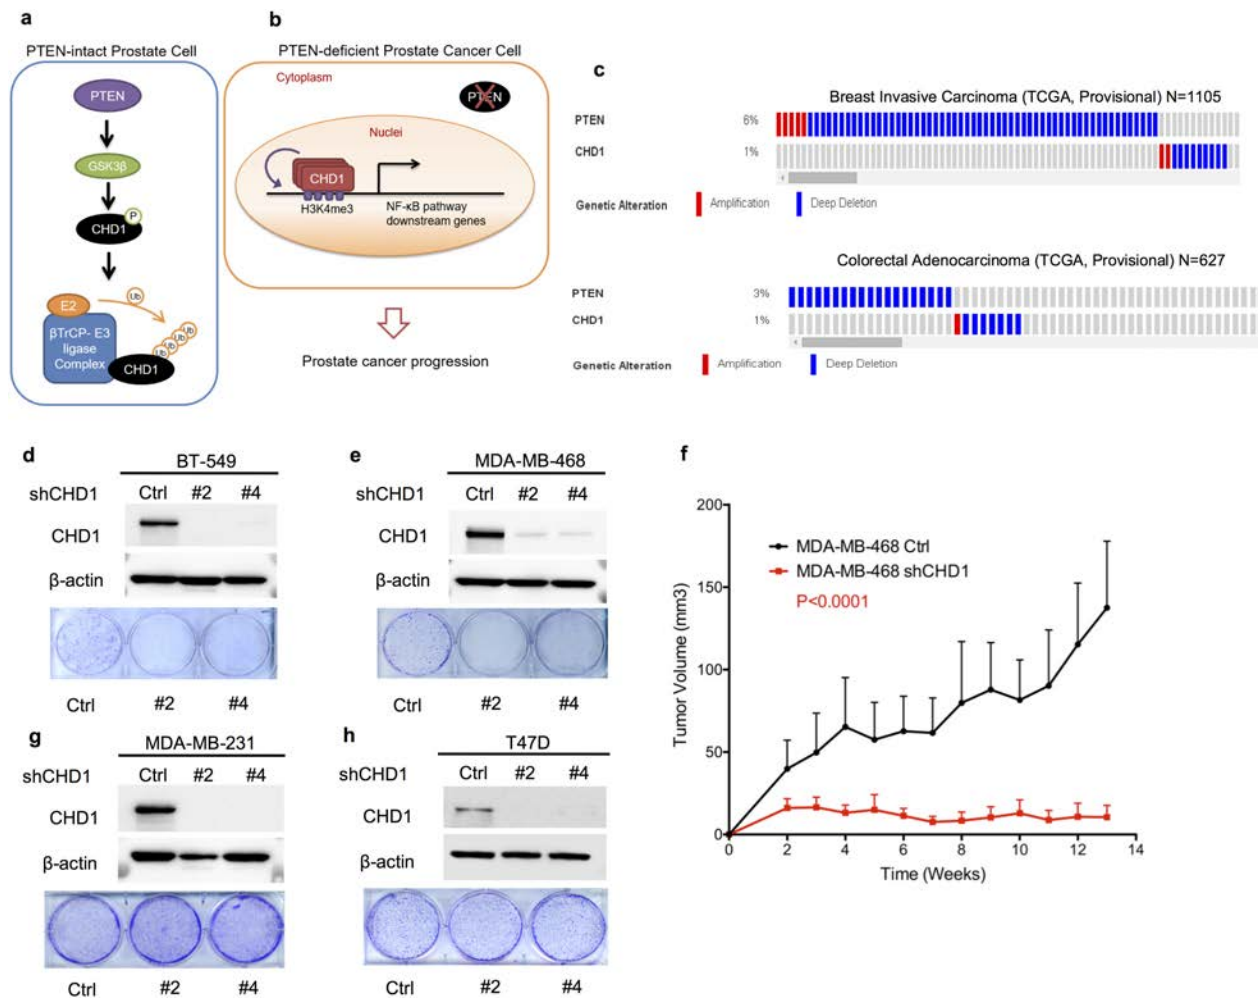 a
PTEN-intact Prostate Cell
PTEN
GSK3β
CHD1
P
E2
Ub
βTrCP- E3
ligase
Complex
Ub Ub Ub Ub
CHD1
b
PTEN-deficient Prostate Cancer Cell
Cytoplasm
PTEN
Nuclei
CHD1
H3K4me3
NF-κB pathway
downstream genes
Prostate cancer progression
c
Breast Invasive Carcinoma (TCGA, Provisional) N=1105
PTEN 6%
CHD1 1%
Genetic Alteration Amplification Deep Deletion
Colorectal Adenocarcinoma (TCGA, Provisional) N=627
PTEN 3%
CHD1 1%
Genetic Alteration Amplification Deep Deletion
d
BT-549
shCHD1 Ctrl #2 #4
CHD1
β-actin
Ctrl #2 #4
e
MDA-MB-468
shCHD1 Ctrl #2 #4
CHD1
β-actin
Ctrl #2 #4
f
200
150
100
50
0
Tumor Volume (mm3)
MDA-MB-468 Ctrl
MDA-MB-468 shCHD1
P<0.0001
0 2 4 6 8 10 12 14
Time (Weeks)
g
MDA-MB-231
shCHD1 Ctrl #2 #4
CHD1
β-actin
Ctrl #2 #4
h
T47D
shCHD1 Ctrl #2 #4
CHD1
β-actin
Ctrl #2 #4